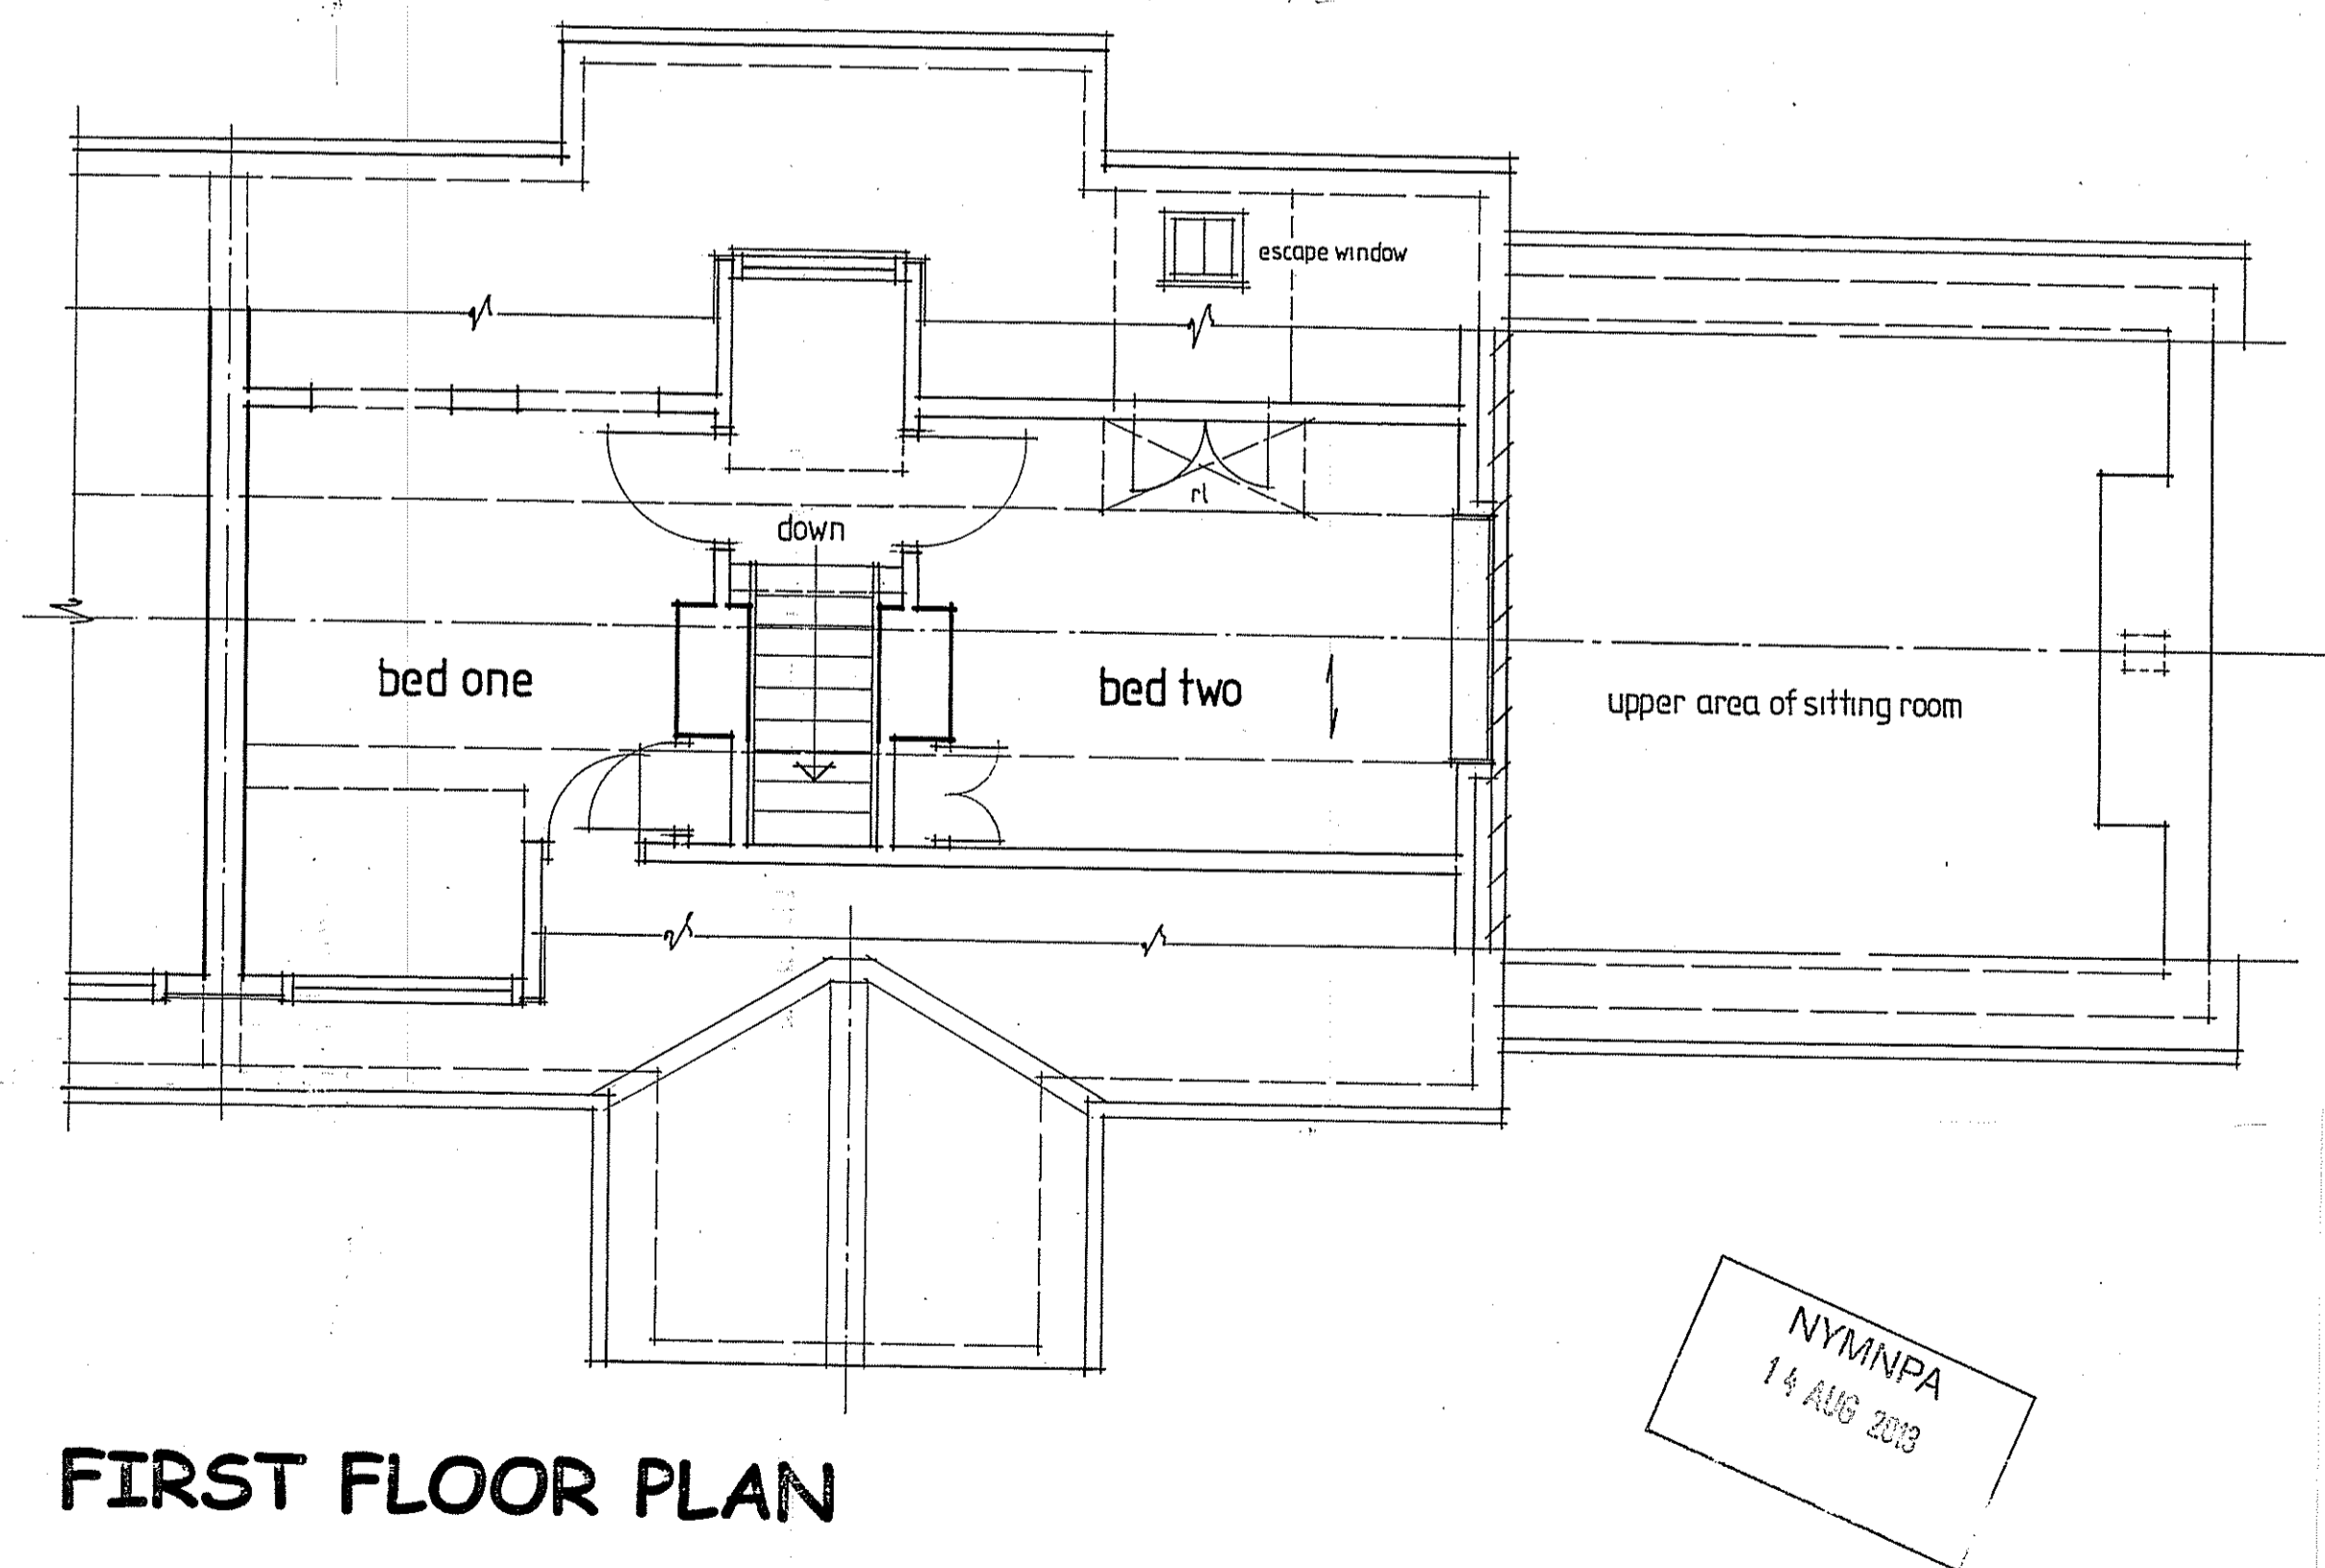 escape window
rl
down
bed one
bed two
upper area of sitting room
NYMNPA
14 AUG 2013
FIRST FLOOR PLAN